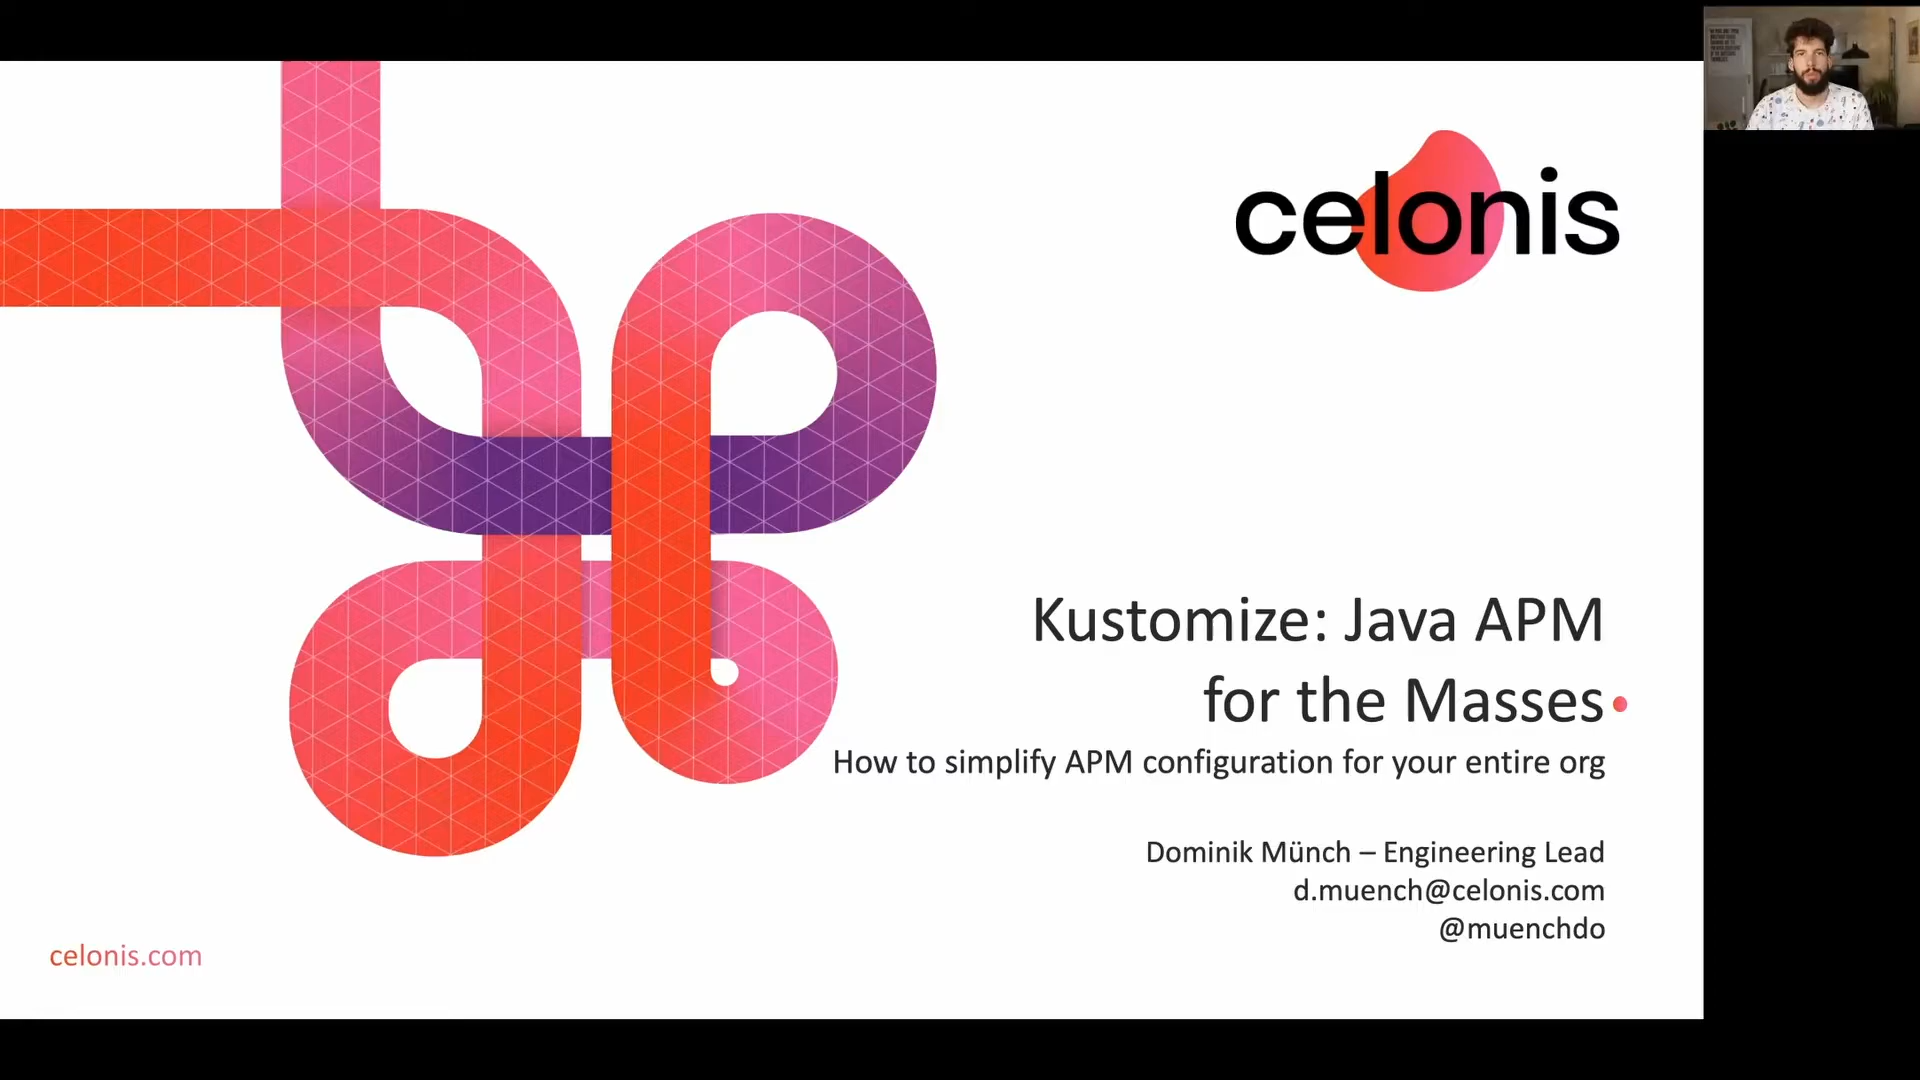 celonis
Kustomize: Java APM
for the Masses
How to simplify APM configuration for your entire org
Dominik Münch – Engineering Lead
d.muench@celonis.com
@muenchdo
celonis.com